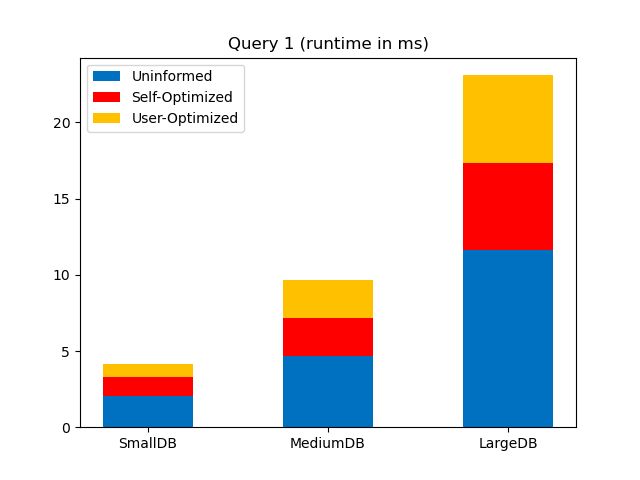 Query 1 (runtime in ms)
Uninformed
Self-Optimized
User-Optimized
20
15
10
5
0
SmallDB
MediumDB
LargeDB